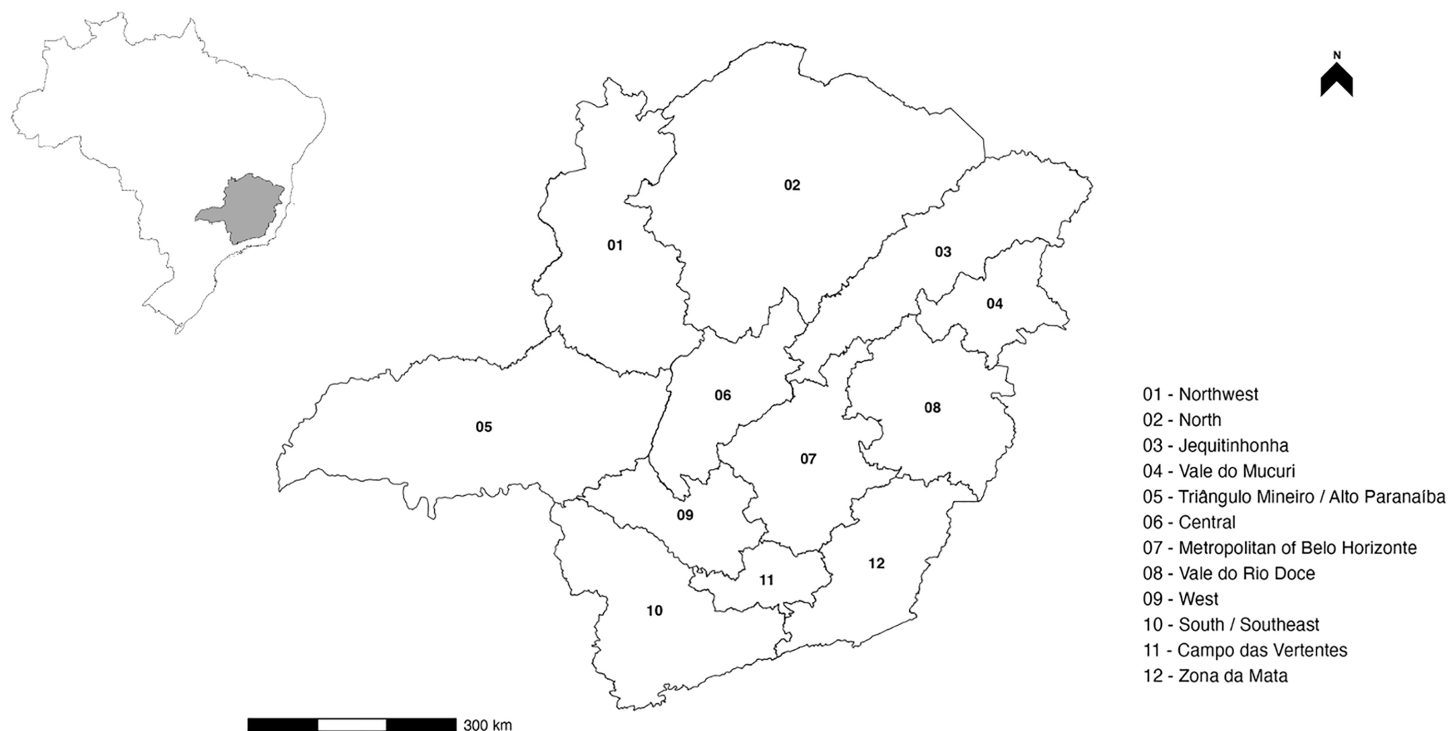 N
02
01
03
04
06
08
05
07
09
12
11
10
01 - Northwest
02 - North
03 - Jequitinhonha
04 - Vale do Mucuri
05 - Triângulo Mineiro / Alto Paranaíba
06 - Central
07 - Metropolitan of Belo Horizonte
08 - Vale do Rio Doce
09 - West
10 - South / Southeast
11 - Campo das Vertentes
12 - Zona da Mata
300 km